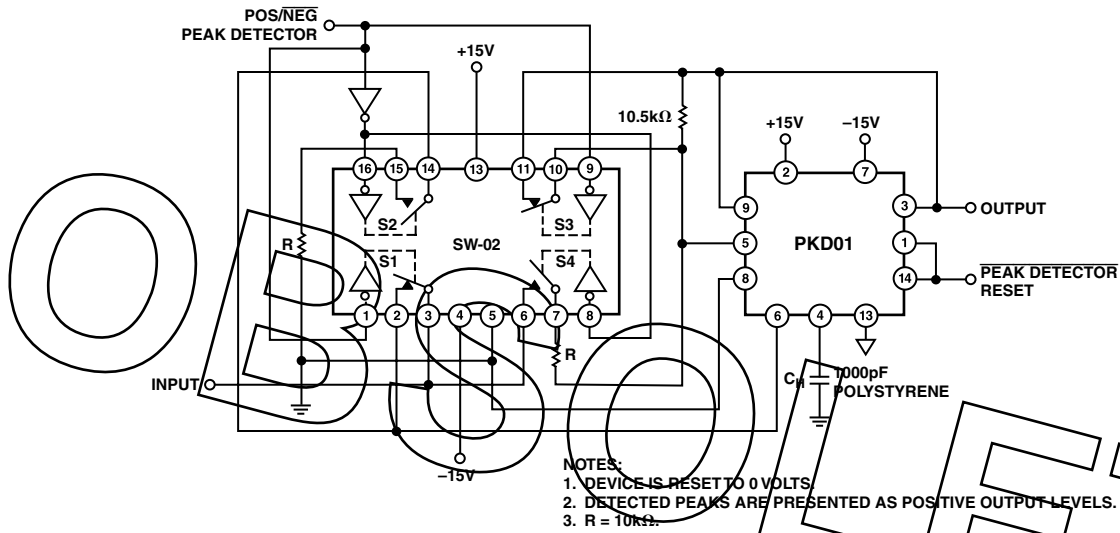 POS/NEG
PEAK DETECTOR
+15V
10.5kΩ
+15V
–15V
16
15
14
13
11
10
9
2
7
S2
S3
R
SW-02
S1
S4
9
5
8
PKD01
3
1
14
OUTPUT
PEAK DETECTOR
RESET
1
2
3
4
5
6
7
8
6
4
13
R
INPUT
CH
1000pF
POLYSTYRENE
–15V
NOTES:
1. DEVICE IS RESET TO 0 VOLTS.
2. DETECTED PEAKS ARE PRESENTED AS POSITIVE OUTPUT LEVELS.
3. R = 10kΩ.
OBSOLET